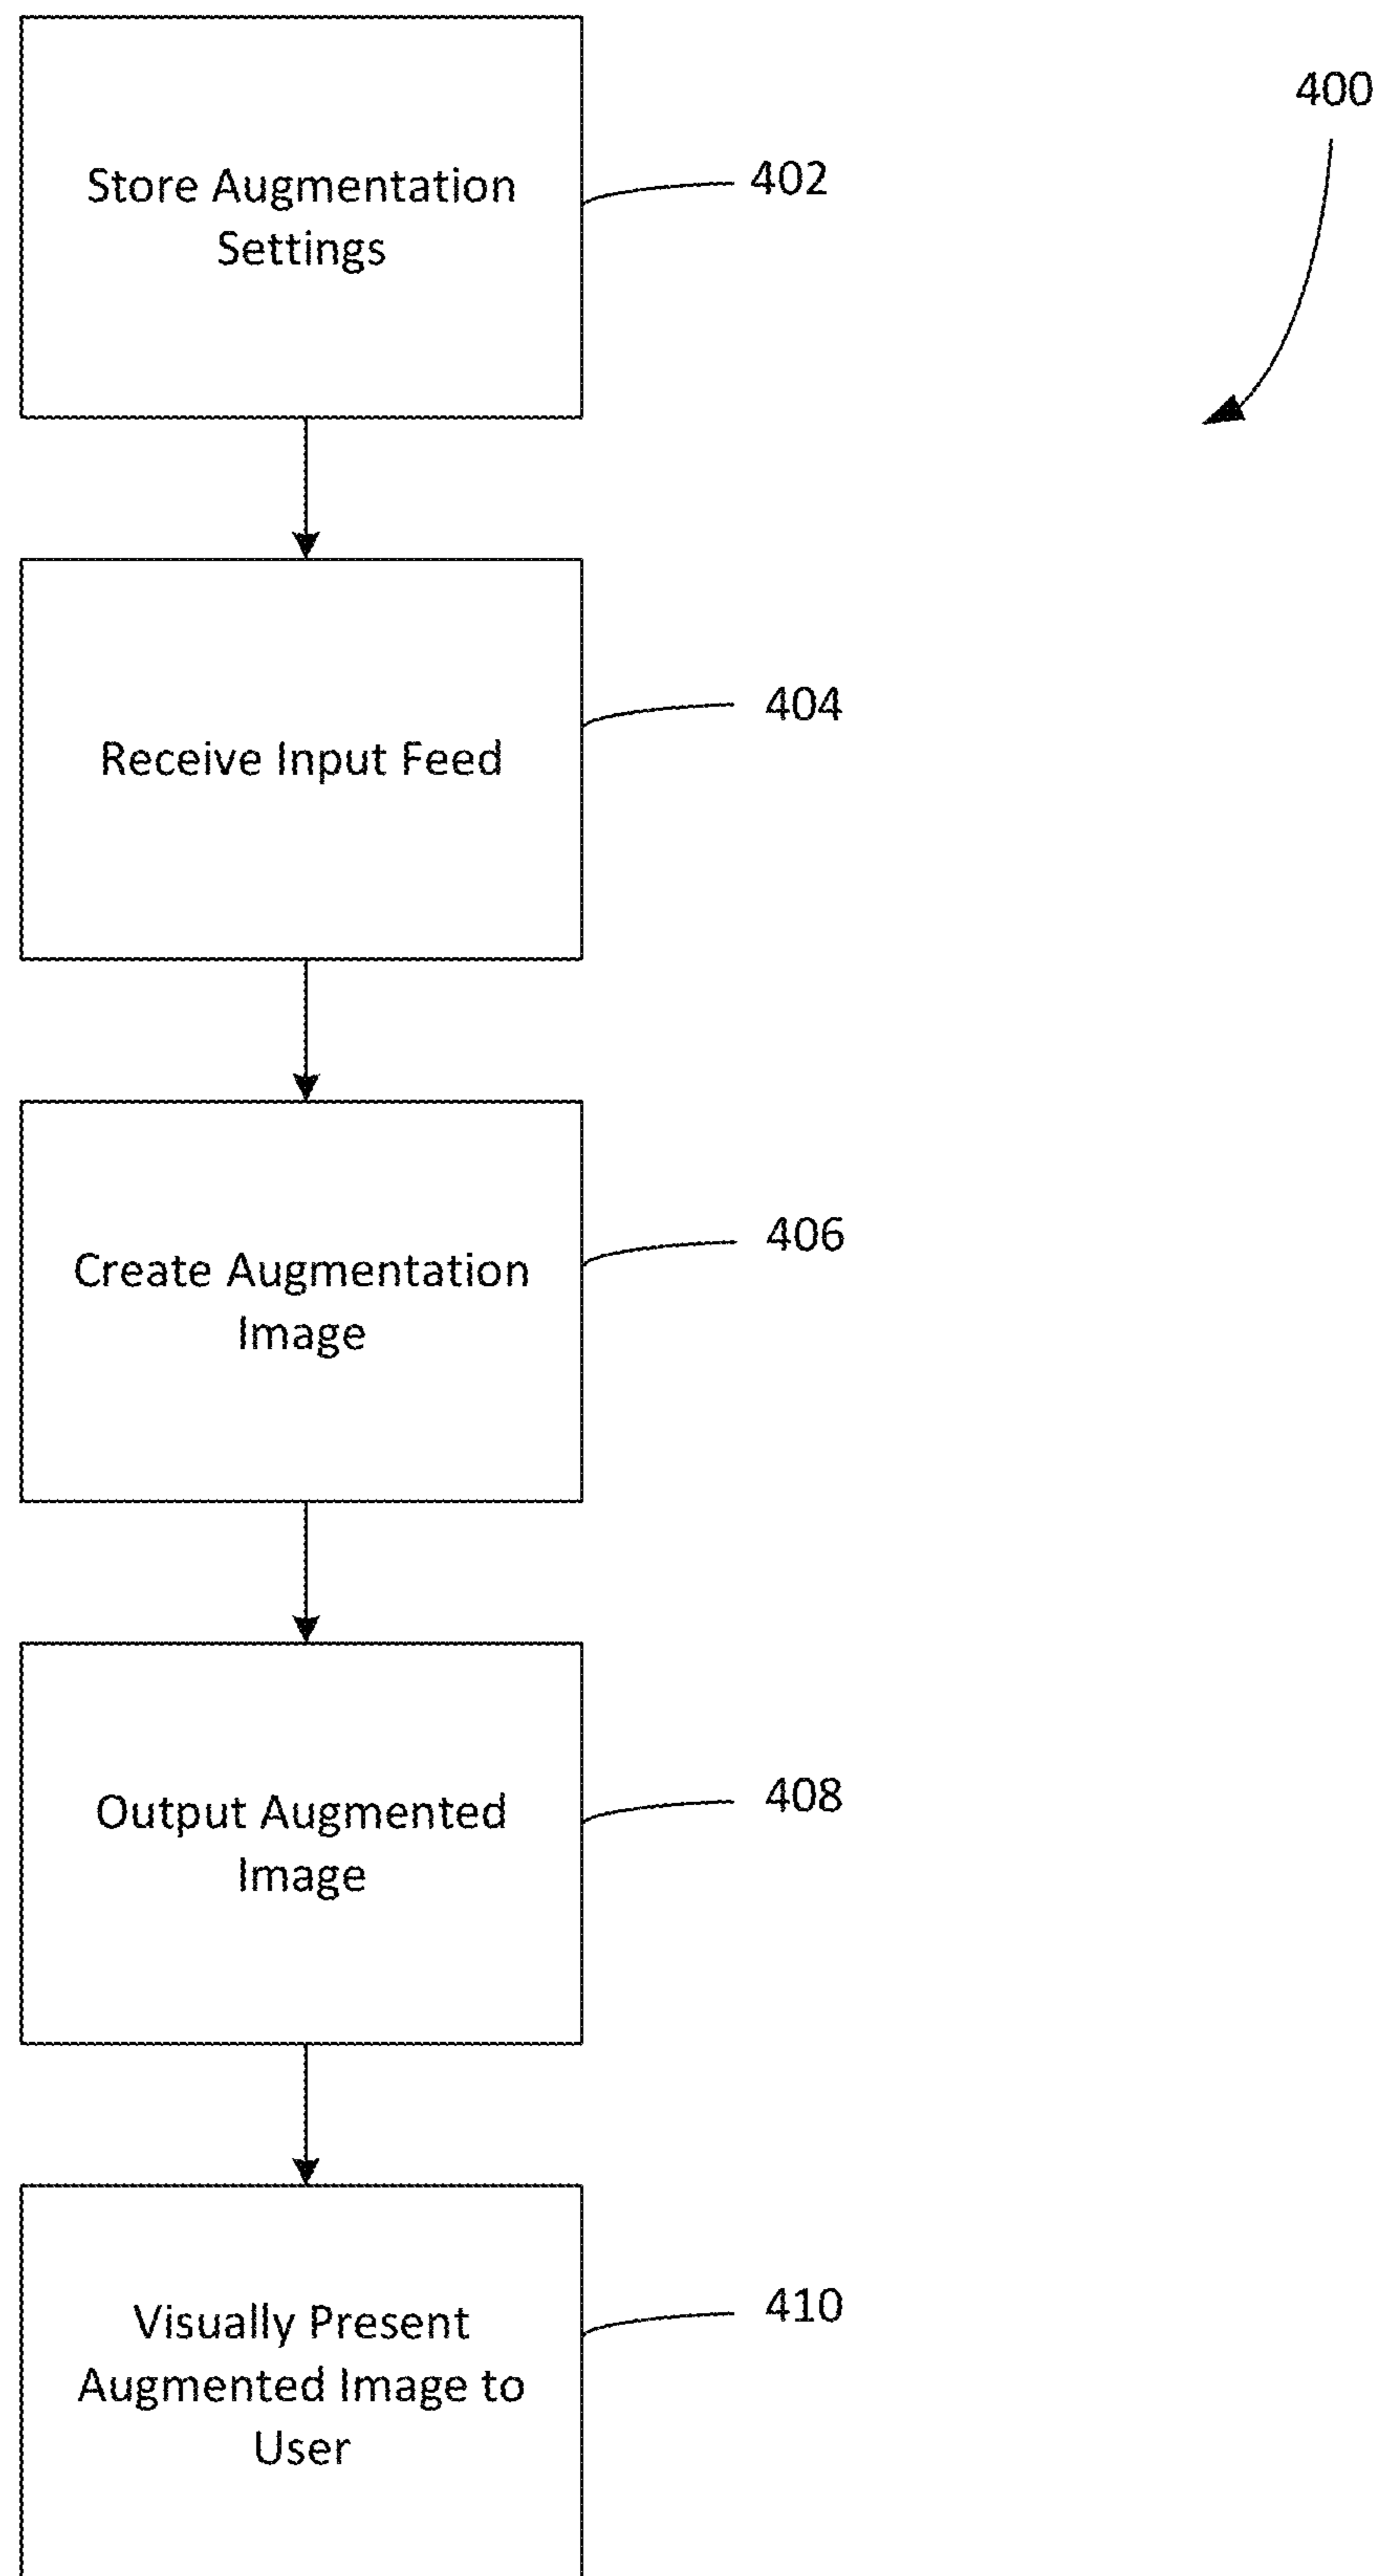 400
Store Augmentation
Settings
402
Receive Input Feed
404
Create Augmentation
Image
406
Output Augmented
Image
408
Visually Present
Augmented Image to
User
410